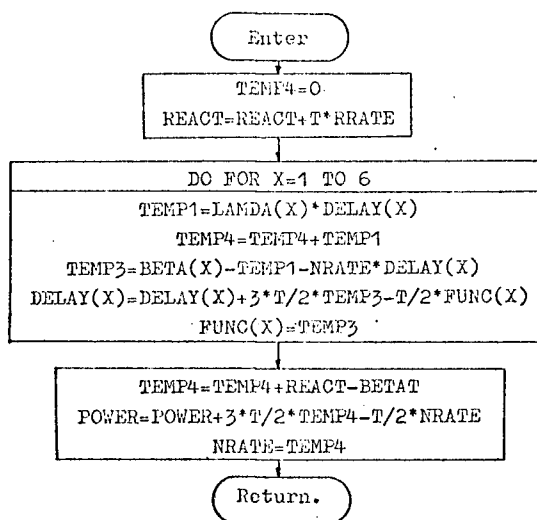 Enter
TEMP4=0
REACT=REACT+T*RRATE
DO FOR X=1 TO 6
TEMP1=LAMDA(X)*DELAY(X)
TEMP4=TEMP4+TEMP1
TEMP3=BETA(X)-TEMP1-NRATE*DELAY(X)
DELAY(X)=DELAY(X)+3*T/2*TEMP3-T/2*FUNC(X)
FUNC(X)=TEMP3
TEMP4=TEMP4+REACT-BETAT
POWER=POWER+3*T/2*TEMP4-T/2*NRATE
NRATE=TEMP4
Return.